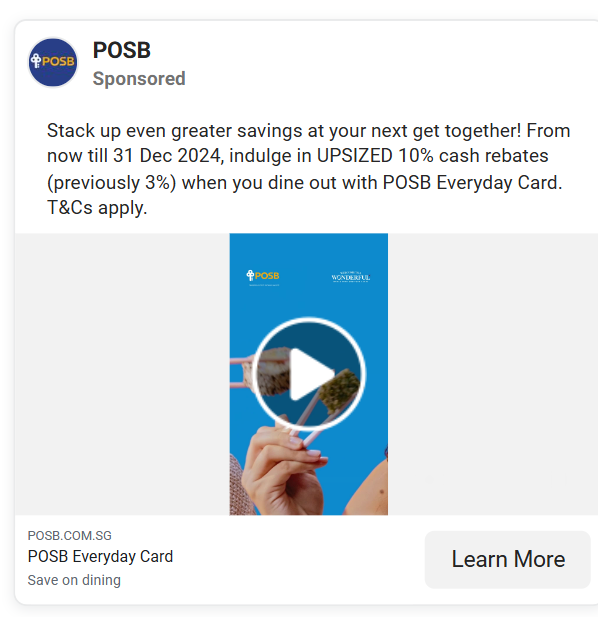 POSB
POSB
Sponsored
Stack up even greater savings at your next get together! From
now till 31 Dec 2024, indulge in UPSIZED 10% cash rebates
(previously 3%) when you dine out with POSB Everyday Card.
T&Cs apply.
POSB
WONDERFUL
POSB.COM.SG
POSB Everyday Card
Save on dining
Learn More